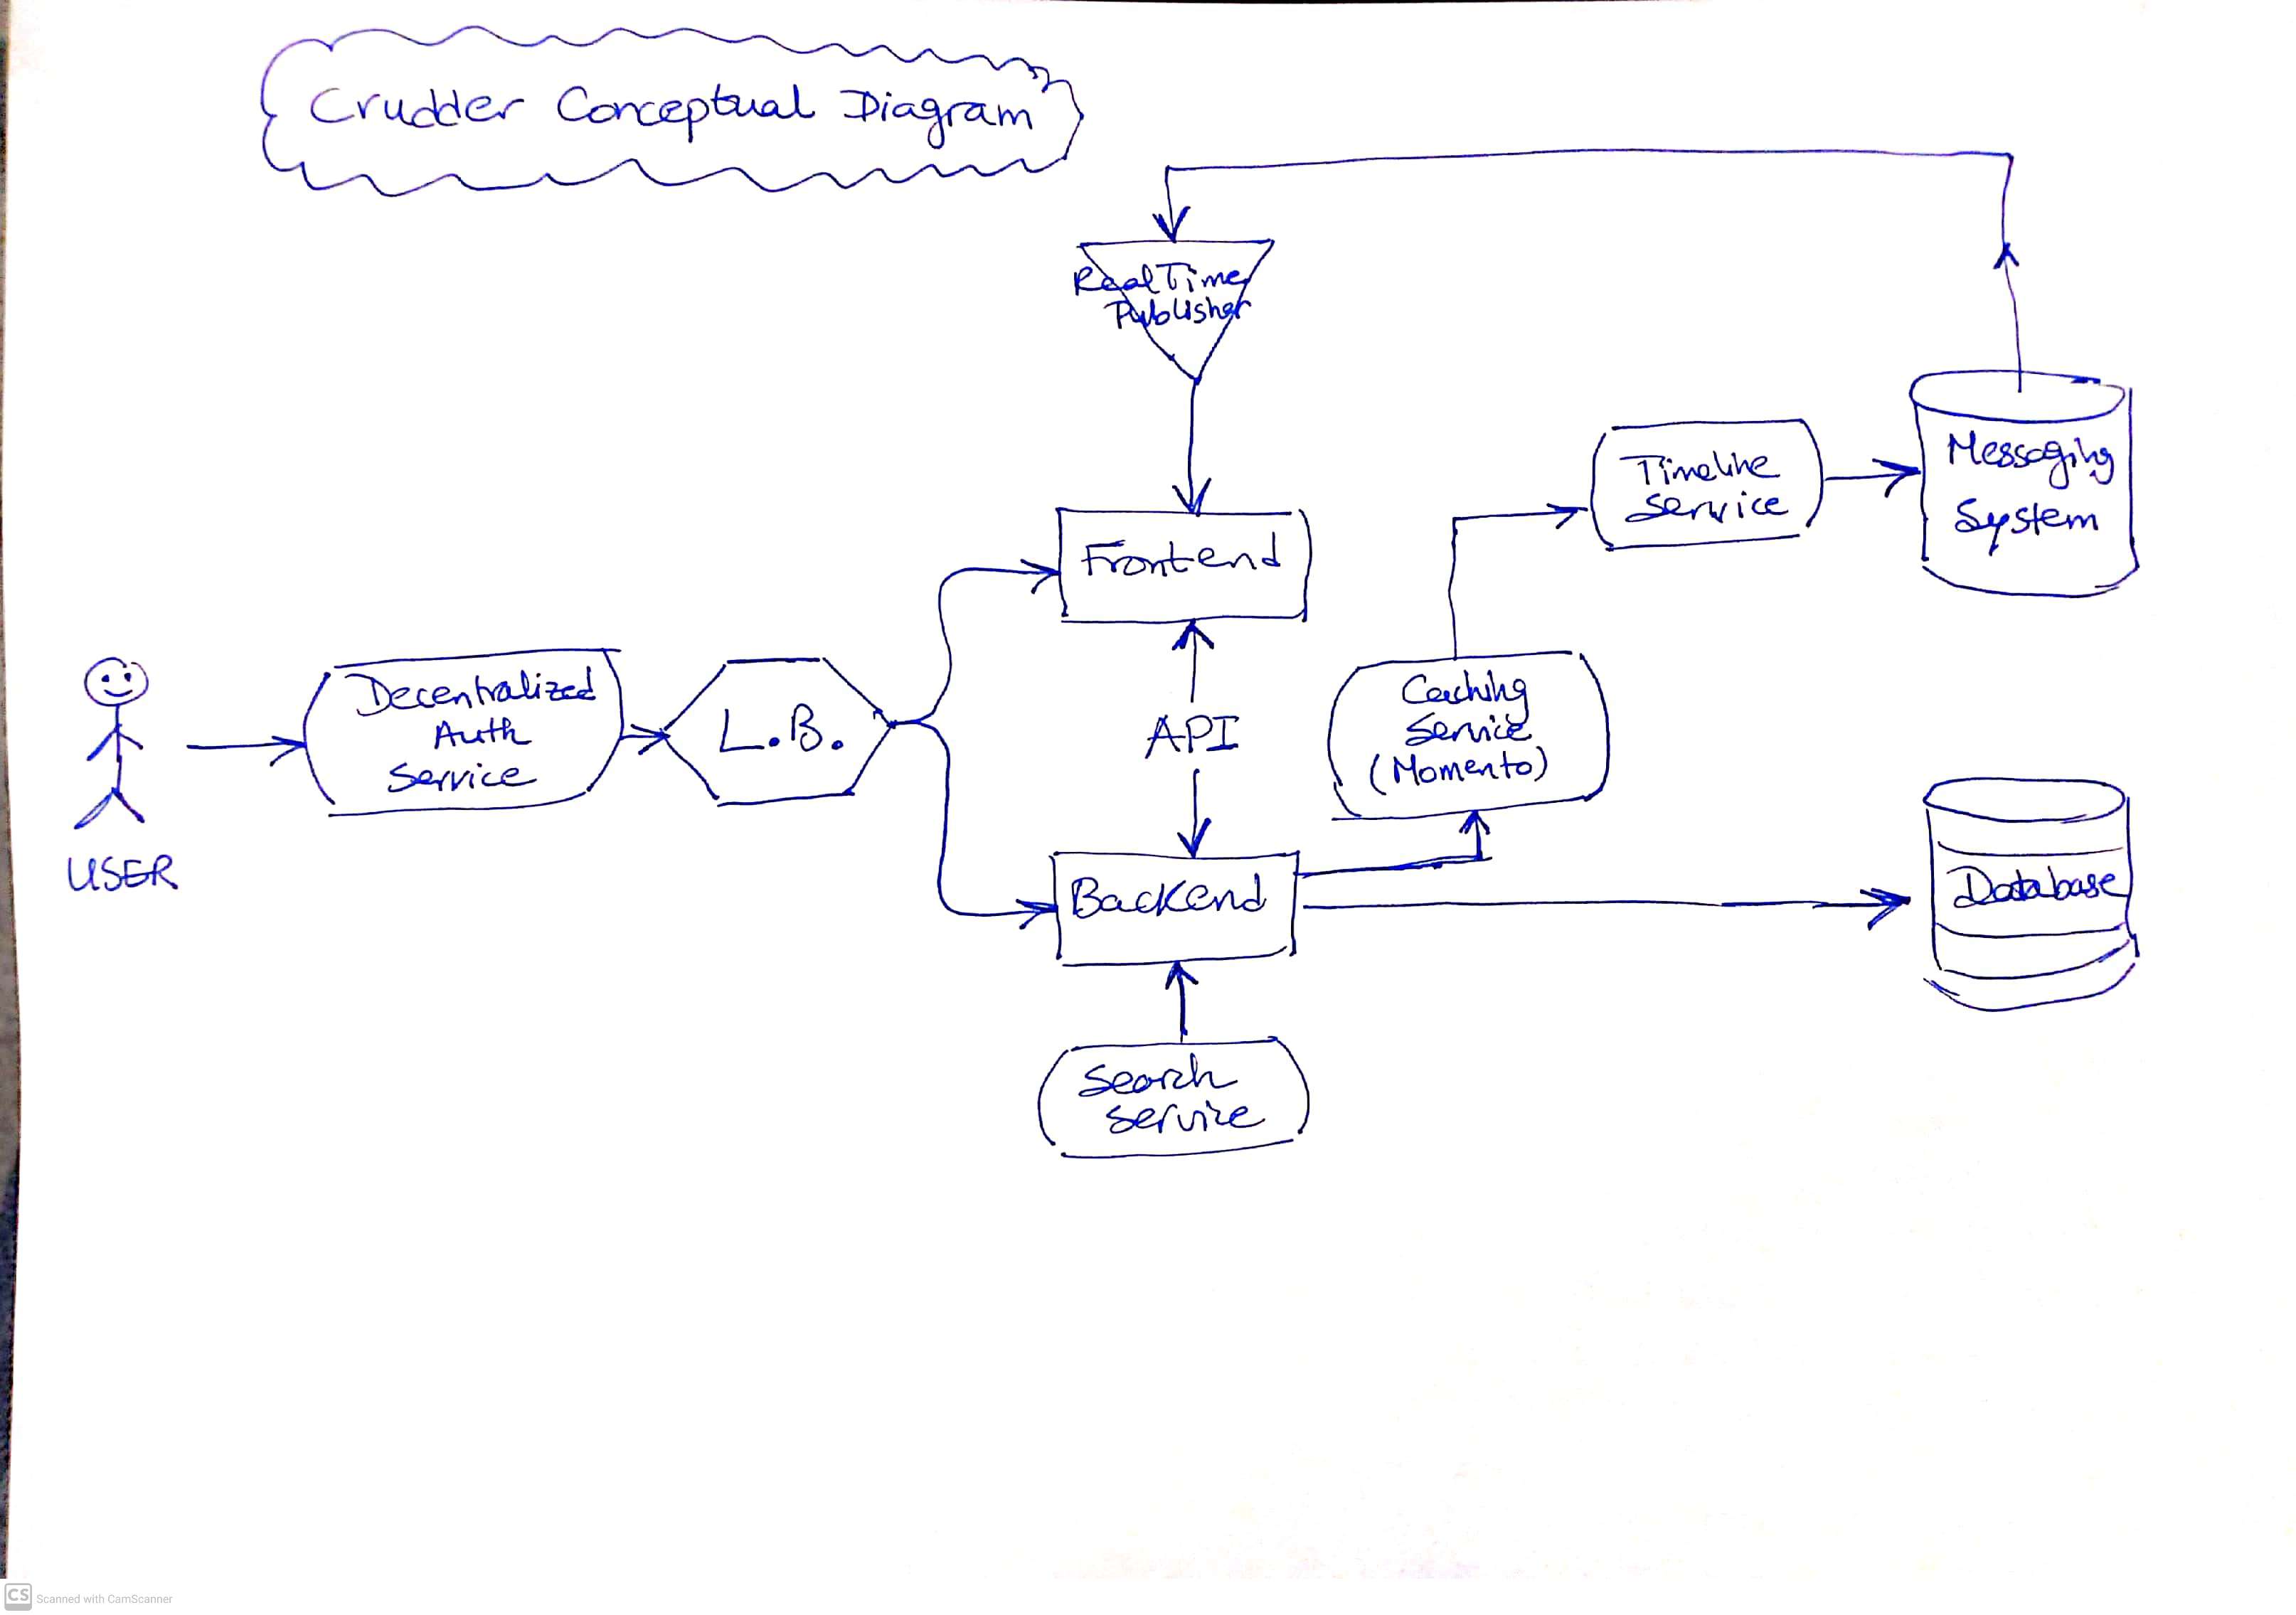 Crudder Conceptual Diagram
Real Time
Publisher
Frontend
Timeline
Service
Messaging
System
Decentralized
Auth
Service
L.B.
API
Caching
Service
(Momento)
USER
Backend
Database
Search
Service
CS Scanned with CamScanner